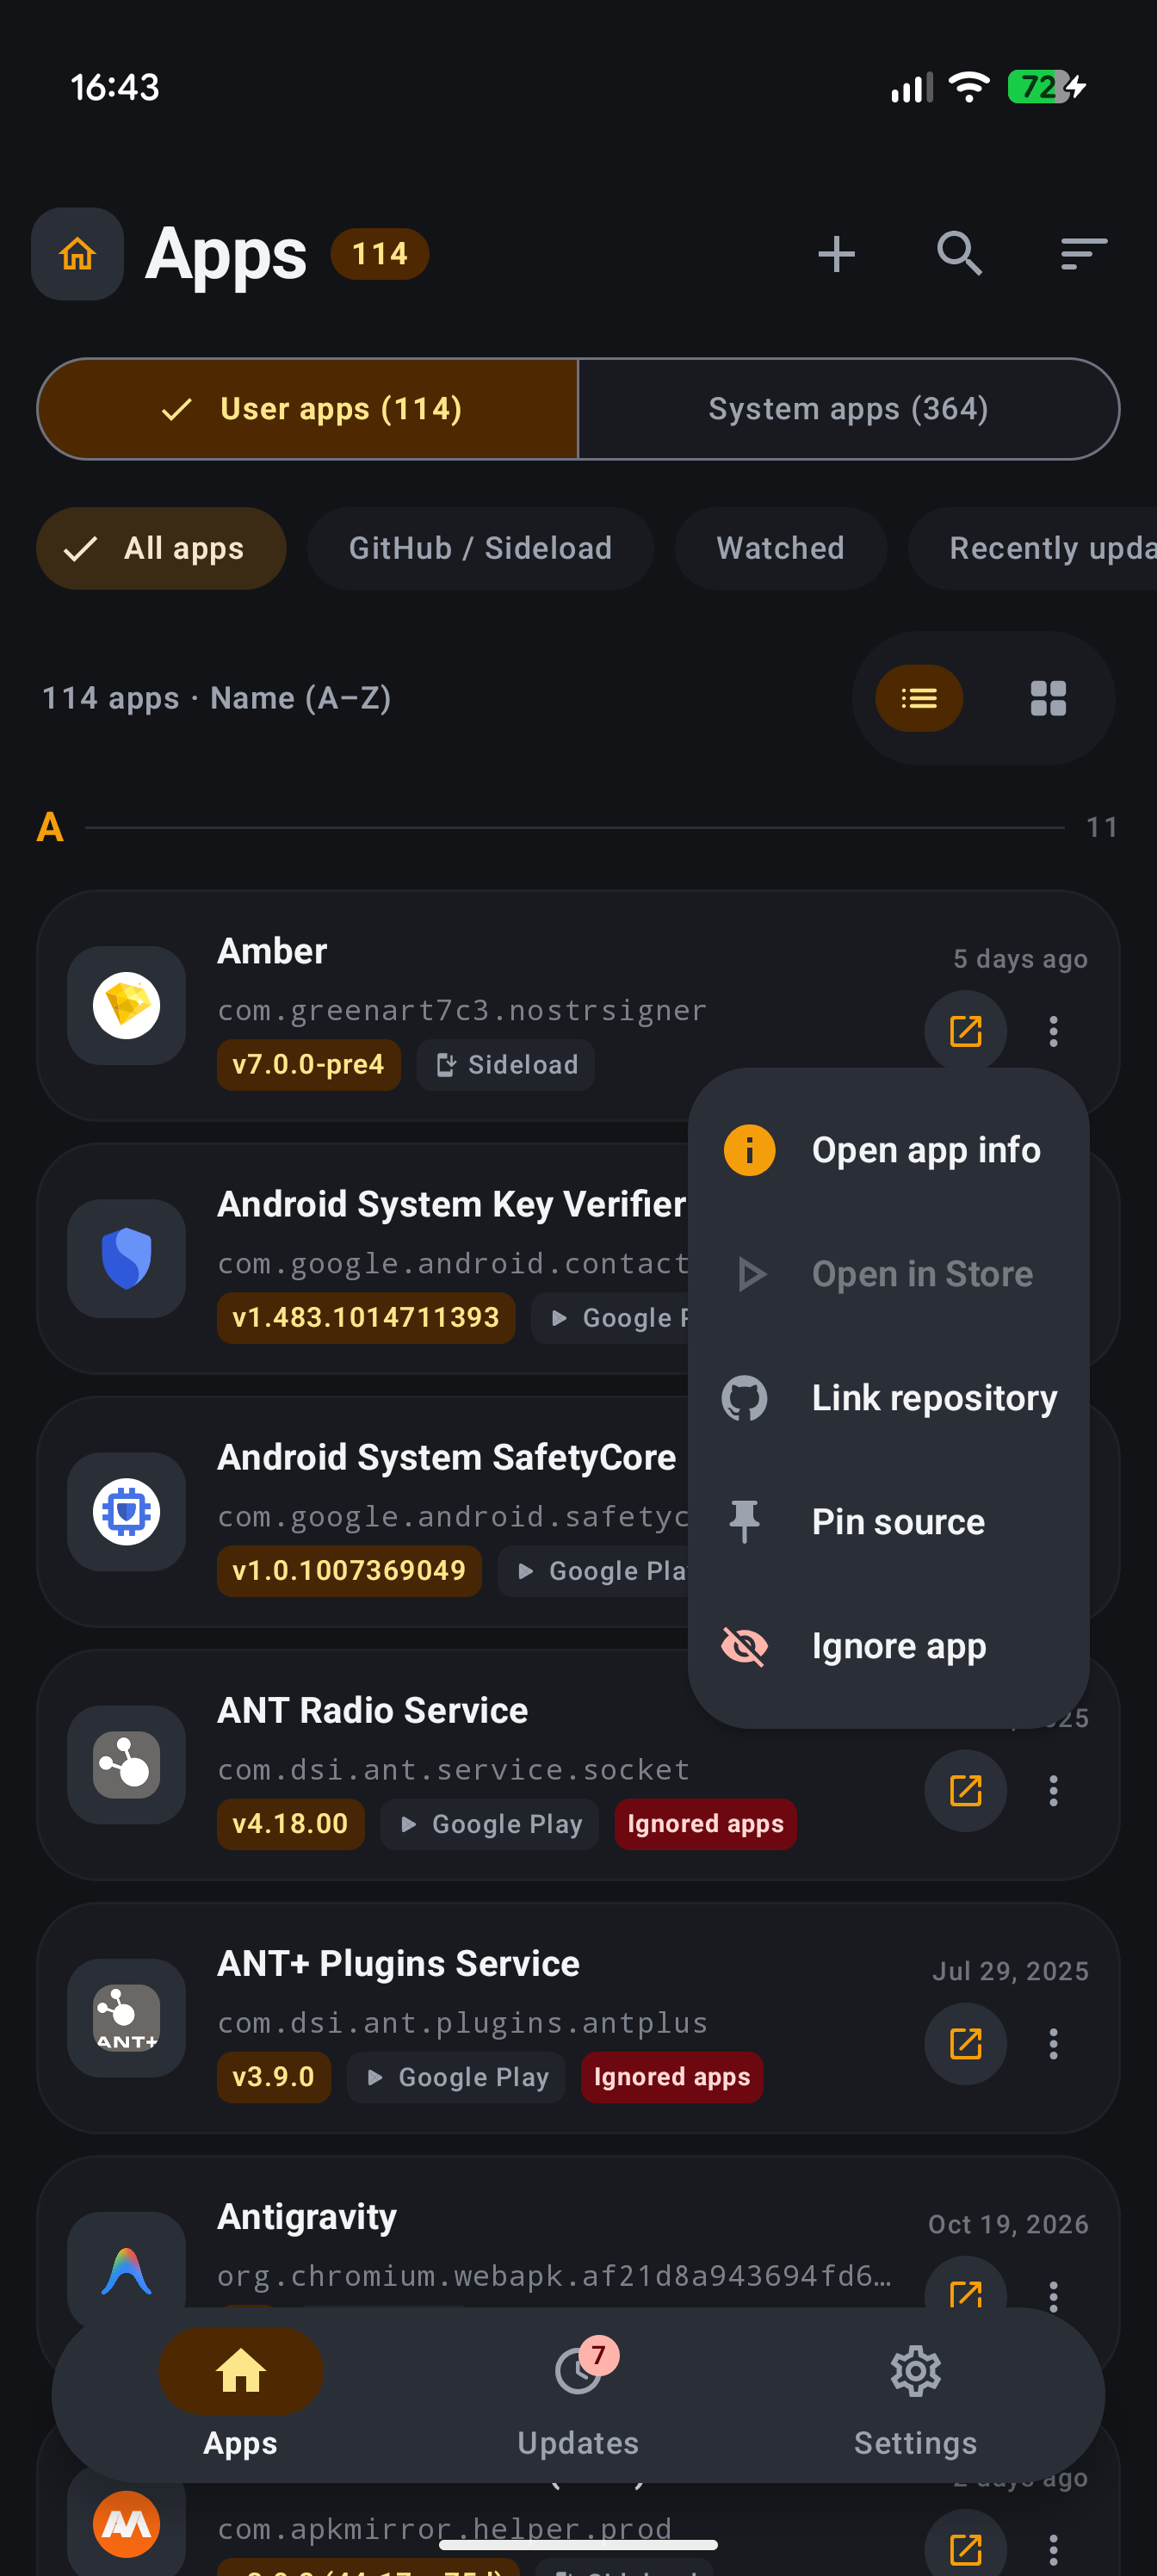 16:43
72
Apps 114
User apps (114)
System apps (364)
All apps
GitHub / Sideload
Watched
Recently upda
114 apps · Name (A–Z)
A
11
Amber
5 days ago
com.greenart7c3.nostrsigner
v7.0.0-pre4
Sideload
Open app info
Open in Store
Link repository
Pin source
Ignore app
Android System Key Verifier
com.google.android.contact
v1.483.1014711393
Google
Android System SafetyCore
com.google.android.safetyc
v1.0.1007369049
Google Pla
ANT Radio Service
25
com.dsi.ant.service.socket
v4.18.00
Google Play
Ignored apps
ANT+ Plugins Service
Jul 29, 2025
ANT+
com.dsi.ant.plugins.antplus
v3.9.0
Google Play
Ignored apps
Antigravity
Oct 19, 2026
org.chromium.webapk.af21d8a943694fd6…
7
Apps
Updates
Settings
days ago
com.apkmirror.helper.prod